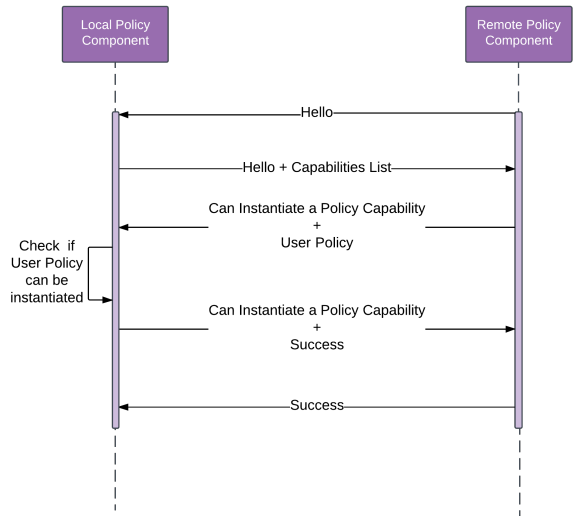 Local Policy
Component
Remote Policy
Component
Hello
Hello + Capabilities List
Can Instantiate a Policy Capability
+
User Policy
Check if
User Policy
can be
instantiated
Can Instantiate a Policy Capability
+
Success
Success